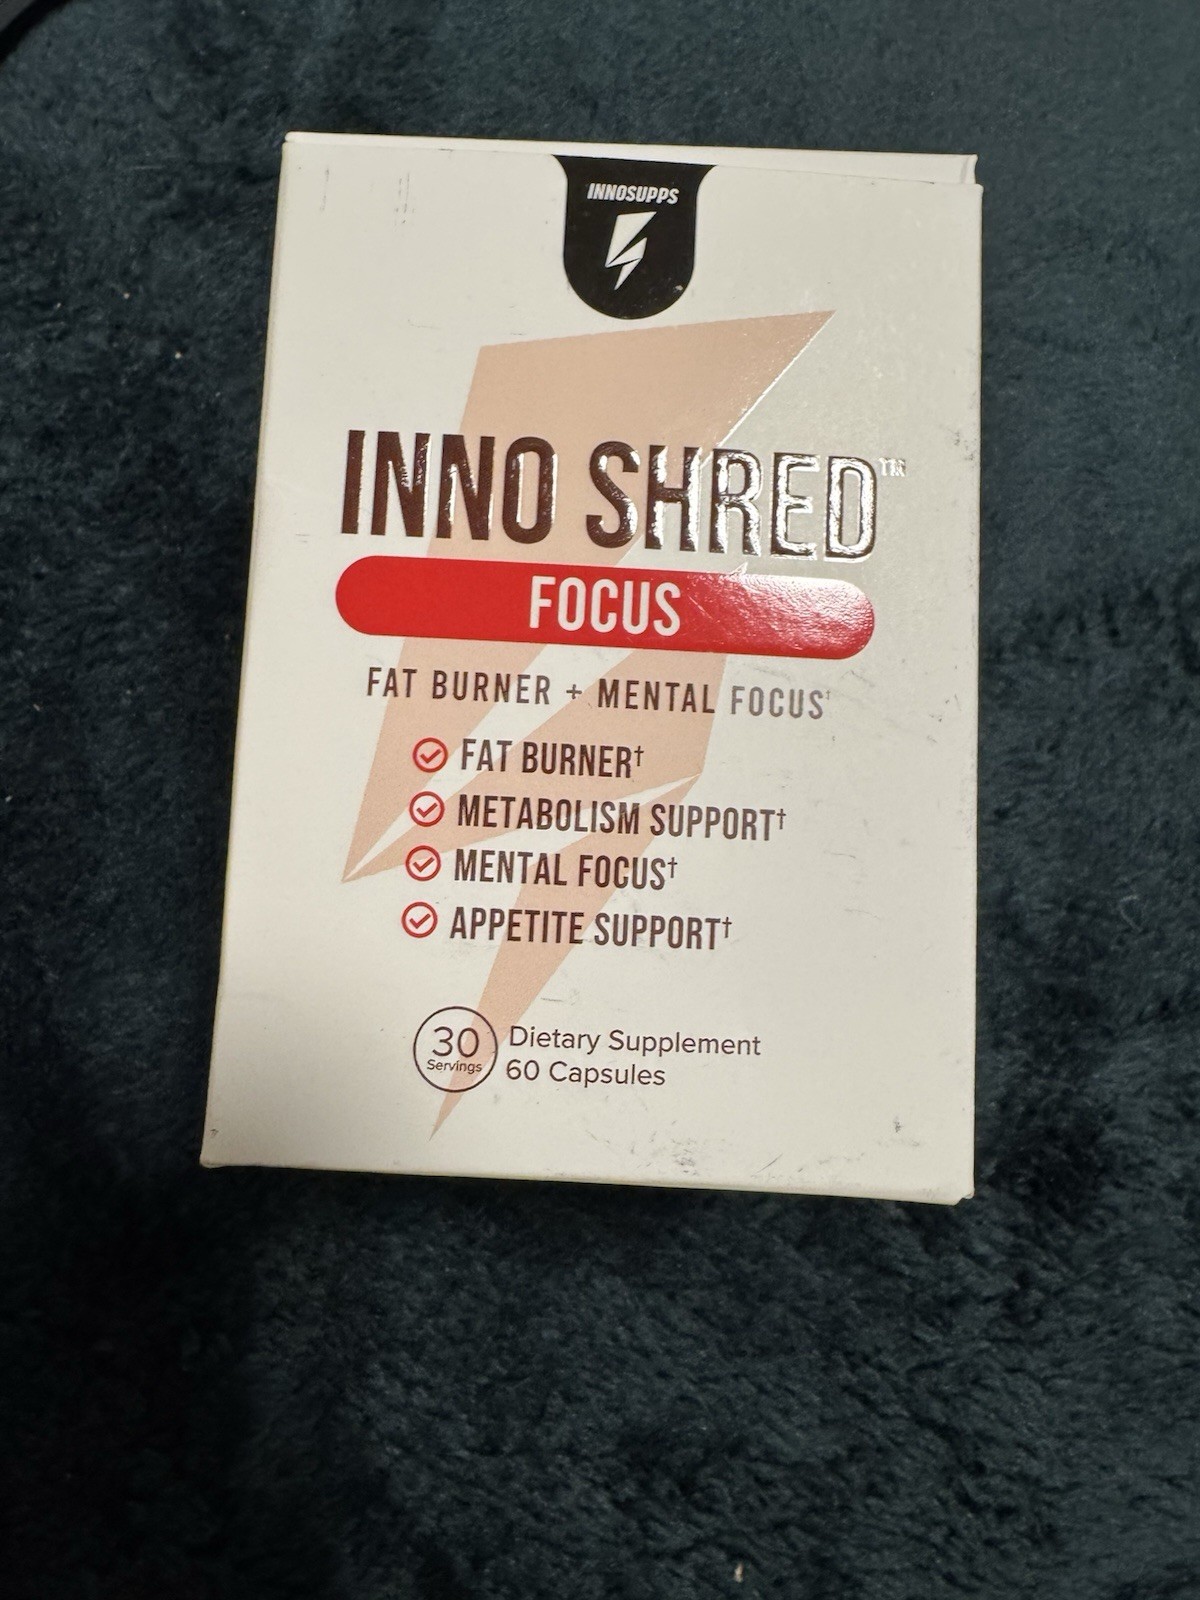 INNOSUPPS
INNO SHRED™
FOCUS
FAT BURNER + MENTAL FOCUS†
FAT BURNER†
METABOLISM SUPPORT†
MENTAL FOCUS†
APPETITE SUPPORT†
30 Dietary Supplement
Servings 60 Capsules